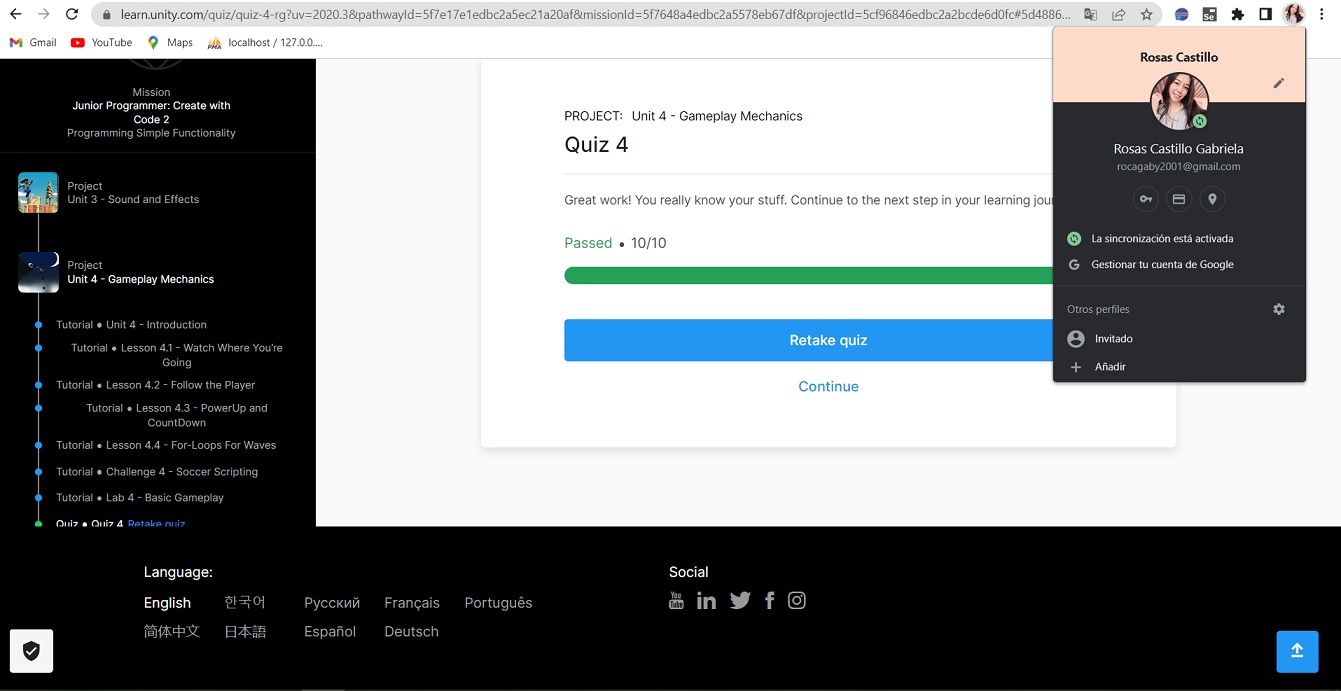 learn.unity.com/quiz/quiz-4-rg?uv=2020.3&pathwayId=5f7e17e1edbc2a5ec21a20af&missionId=5f7648a4edbc2a5578eb67df&projectId=5cf96846edbc2a2bcde6d0fc#5d4886...
Gmail
YouTube
Maps
PMA
localhost / 127.0.0....
Se
Mission
Junior Programmer: Create with
Code 2
Programming Simple Functionality
Project
Unit 3 - Sound and Effects
Project
Unit 4 - Gameplay Mechanics
Tutorial ● Unit 4 - Introduction
Tutorial ● Lesson 4.1 - Watch Where You’re
Going
Tutorial ● Lesson 4.2 - Follow the Player
Tutorial ● Lesson 4.3 - PowerUp and
CountDown
Tutorial ● Lesson 4.4 - For-Loops For Waves
Tutorial ● Challenge 4 - Soccer Scripting
Tutorial ● Lab 4 - Basic Gameplay
Quiz ● Quiz 4 Retake quiz
PROJECT: Unit 4 - Gameplay Mechanics
Quiz 4
Great work! You really know your stuff. Continue to the next step in your learning jou
Passed ● 10/10
Retake quiz
Continue
Rosas Castillo
Rosas Castillo Gabriela
rocagaby2001@gmail.com
La sincronización está activada
G Gestionar tu cuenta de Google
Otros perfiles
Invitado
Añadir
Language:
English 한국어 Русский Français Português
简体中文 日本語 Español Deutsch
Social
You Tube in f